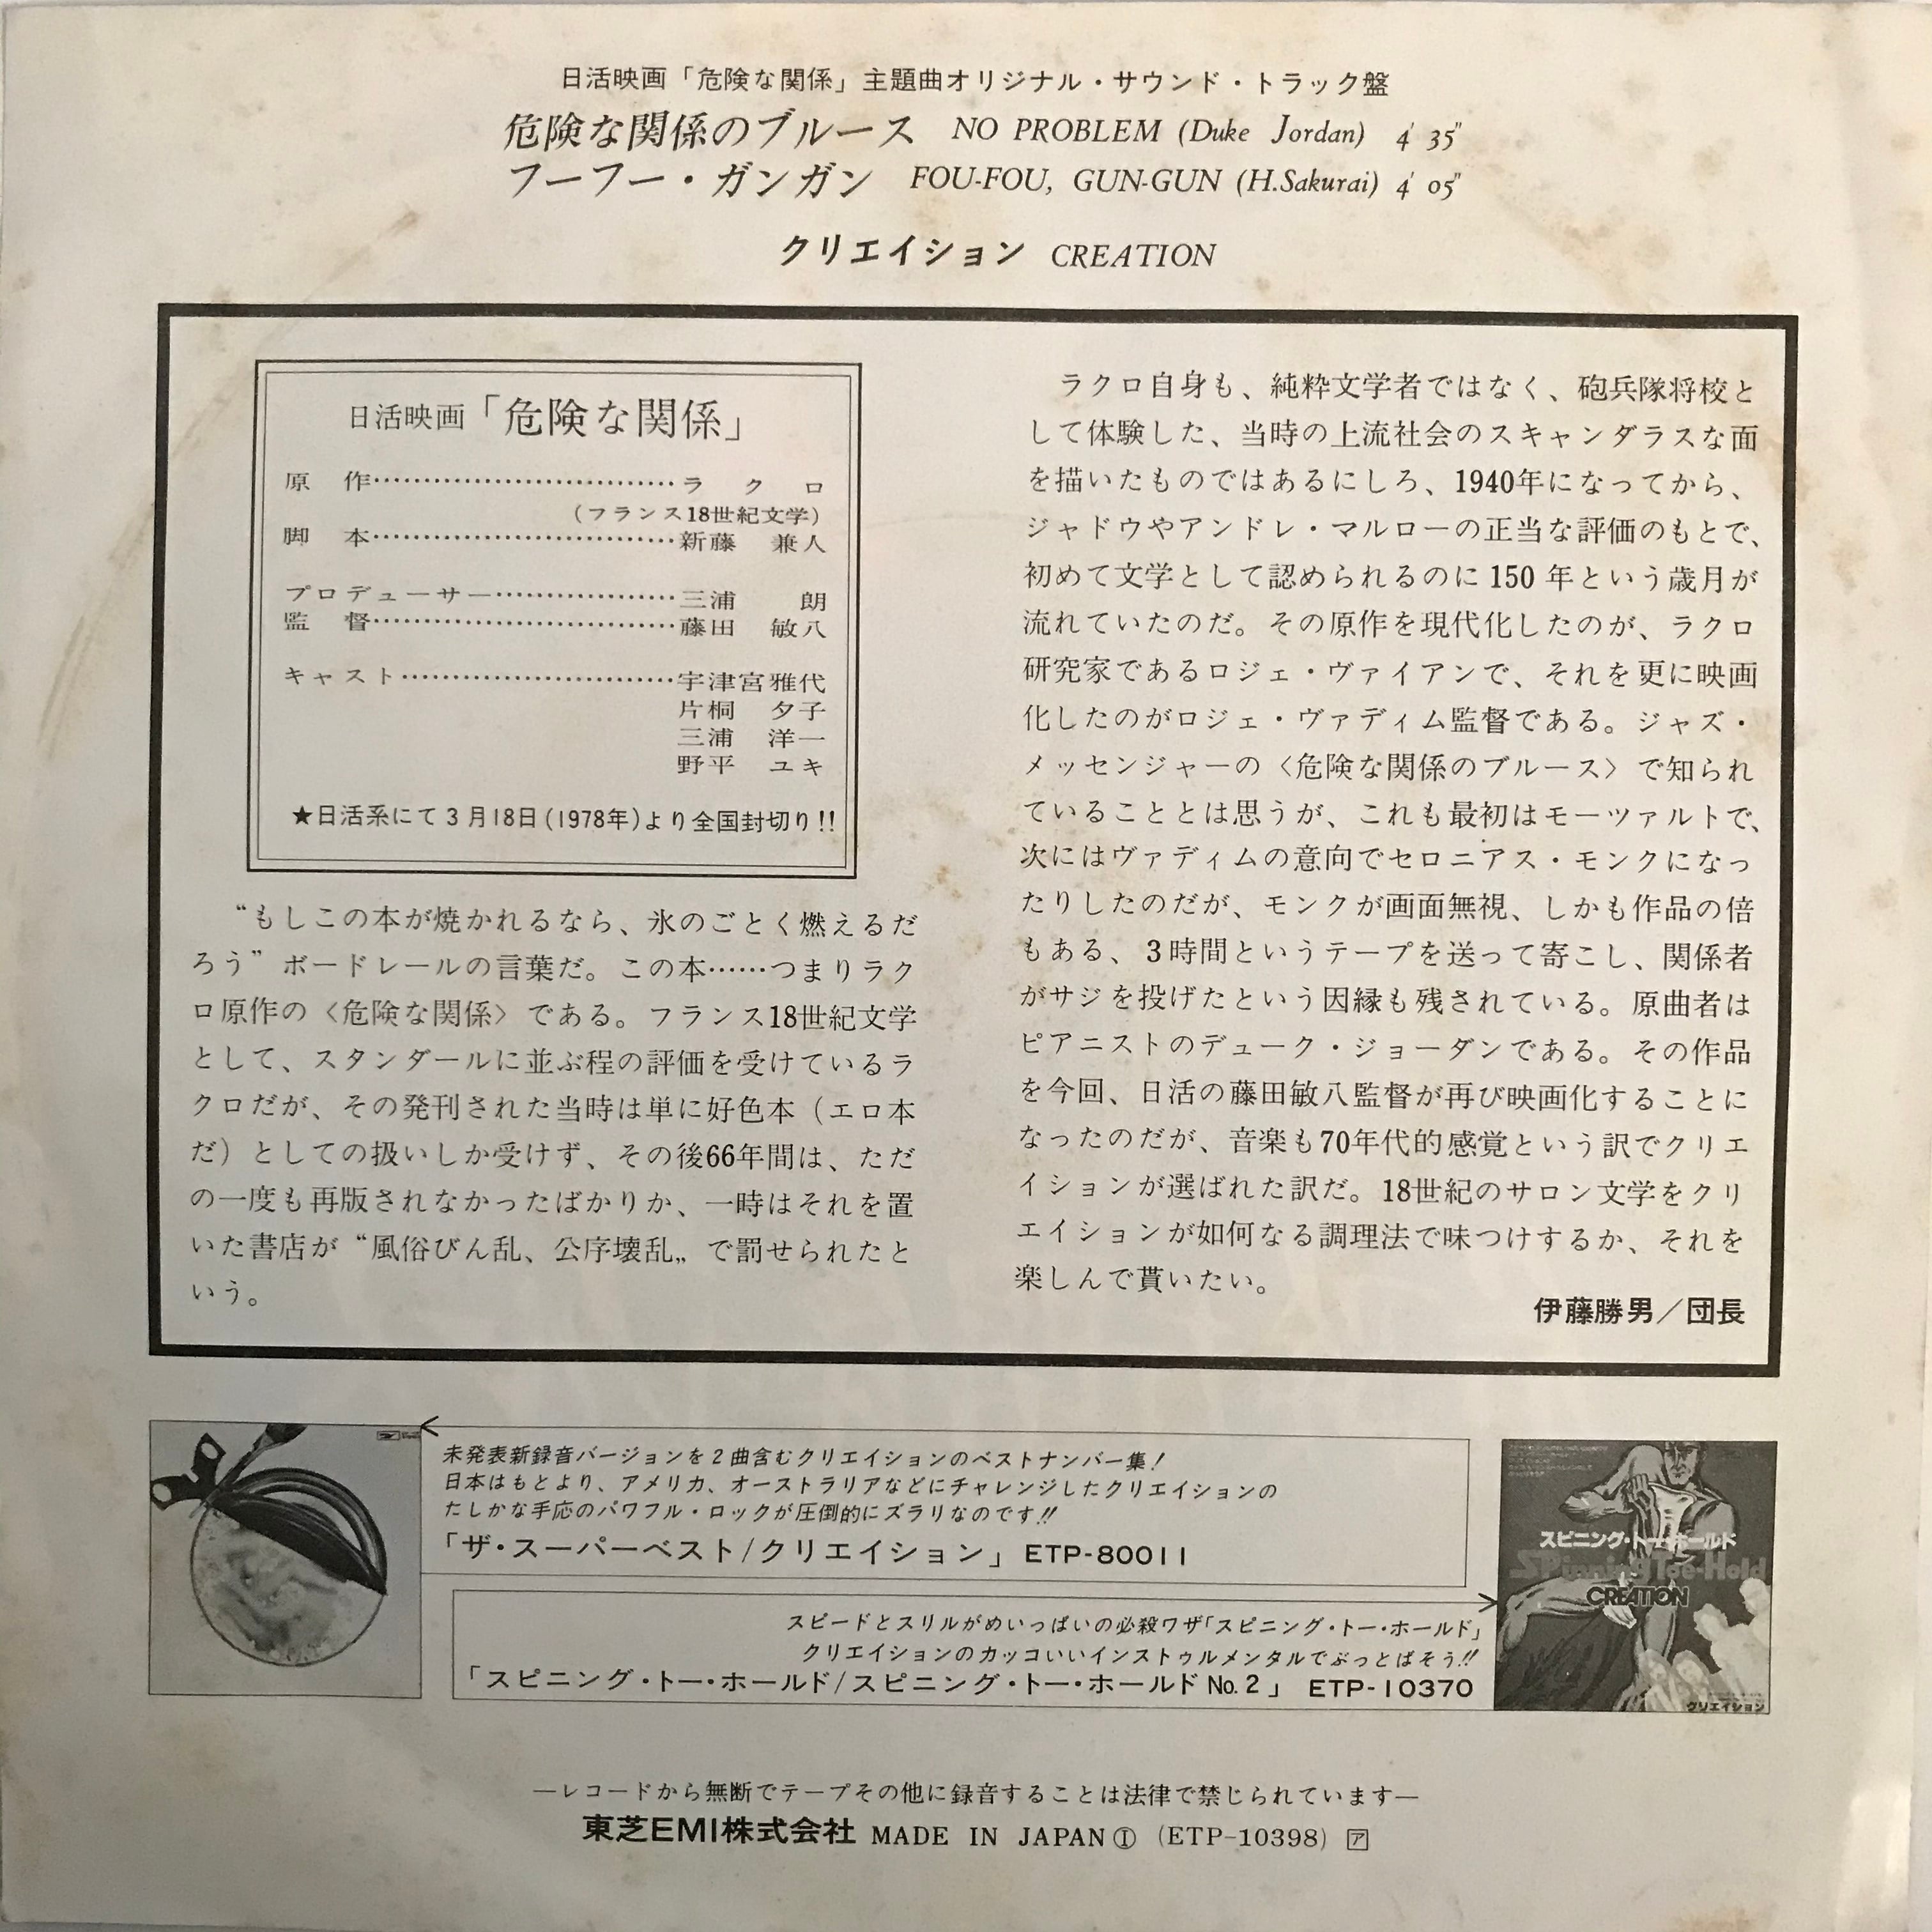 日活映画「危険な関係」主題曲オリジナル・サウンド・トラック盤
危険な関係のブルース NO PROBLEM (Duke Jordan) 4' 35"
フーフー・ガンガン FOU-FOU, GUN-GUN (H.Sakurai) 4' 05"
クリエイション CREATION
日活映画「危険な関係」
原 作……………………………ラ ク ロ
(フランス18世紀文学)
脚 本……………………………新藤 兼人
プロデューサー…………………三浦 朗
監 督……………………………藤田 敏八
キャスト…………………………宇津宮雅代
片桐 夕子
三浦 洋一
野平 ユキ
★日活系にて3月18日(1978年)より全国封切り!!
“もしこの本が焼かれるなら、氷のごとく燃えるだ
ろう” ボードレールの言葉だ。この本……つまりラク
ロ原作の〈危険な関係〉である。フランス18世紀文学
として、スタンダールに並ぶ程の評価を受けているラ
クロだが、その発刊された当時は単に好色本（エロ本
だ）としての扱いしか受けず、その後66年間は、ただ
の一度も再版されなかったばかりか、一時はそれを置
いた書店が“風俗びん乱、公序壊乱„で罰せられたと
いう。
ラクロ自身も、純粋文学者ではなく、砲兵隊将校と
して体験した、当時の上流社会のスキャンダラスな面
を描いたものではあるにしろ、1940年になってから、
ジャドウやアンドレ・マルローの正当な評価のもとで、
初めて文学として認められるのに150年という歳月が
流れていたのだ。その原作を現代化したのが、ラクロ
研究家であるロジェ・ヴァイアンで、それを更に映画
化したのがロジェ・ヴァディム監督である。ジャズ・
メッセンジャーの〈危険な関係のブルース〉で知られ
ていることとは思うが、これも最初はモーツァルトで、
次にはヴァディムの意向でセロニアス・モンクになっ
たりしたのだが、モンクが画面無視、しかも作品の倍
もある、3時間というテープを送って寄こし、関係者
がサジを投げたという因縁も残されている。原曲者は
ピアニストのデューク・ジョーダンである。その作品
を今回、日活の藤田敏八監督が再び映画化することに
なったのだが、音楽も70年代的感覚という訳でクリエ
イションが選ばれた訳だ。18世紀のサロン文学をクリ
エイションが如何なる調理法で味つけするか、それを
楽しんで貰いたい。
伊藤勝男／団長
未発表新録音バージョンを2曲含むクリエイションのベストナンバー集!
日本はもとより、アメリカ、オーストラリアなどにチャレンジしたクリエイションの
たしかな手応のパワフル・ロックが圧倒的にズラリなのです!!
「ザ・スーパーベスト/クリエイション」 ETP-80011
スピードとスリルがめいっぱいの必殺ワザ「スピニング・トー・ホールド」
クリエイションのカッコいいインストゥルメンタルでぶっとばそう!!
「スピニング・トー・ホールド/スピニング・トー・ホールド No.2」 ETP-10370
スピニング・トー・ホールド
Spinning Toe-Hold
CREATION
クリエイション
―レコードから無断でテープその他に録音することは法律で禁じられています―
東芝EMI株式会社 MADE IN JAPAN Ⓘ (ETP-10398) ア